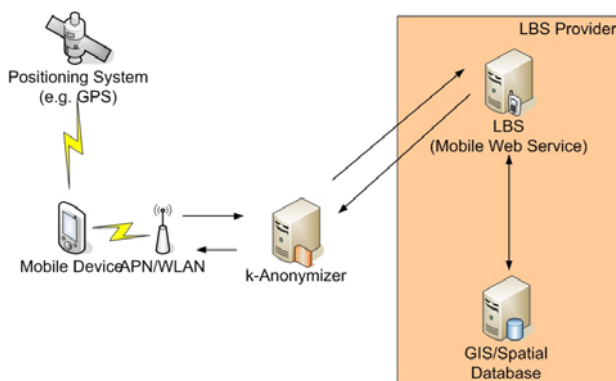 LBS Provider
Positioning System
(e.g. GPS)
LBS
(Mobile Web Service)
Mobile Device
APN/WLAN
k-Anonymizer
GIS/Spatial
Database